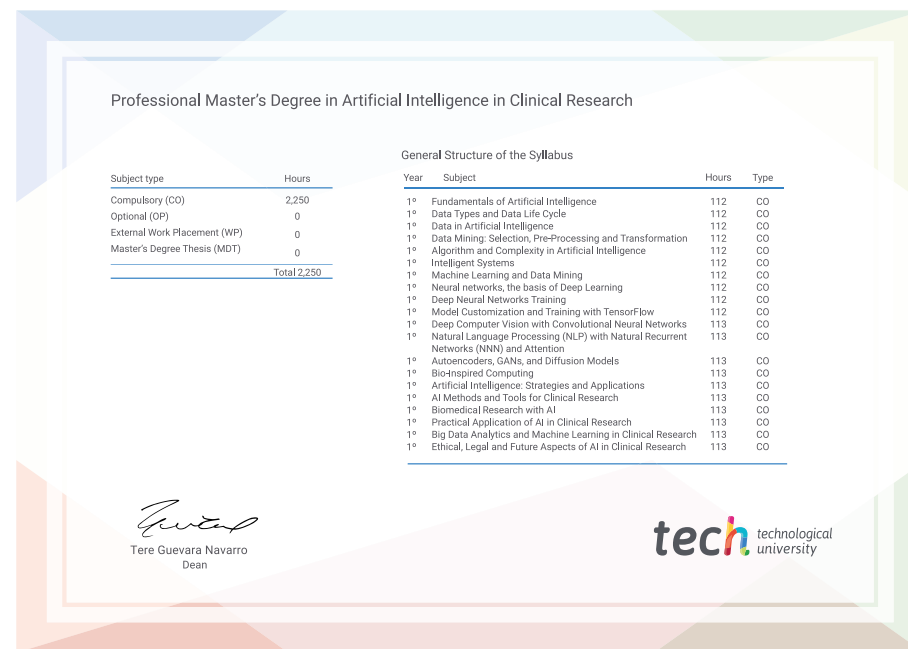 Professional Master's Degree in Artificial Intelligence in Clinical Research
Subject type Hours
Compulsory (CO) 2,250
Optional (OP) 0
External Work Placement (WP) 0
Master's Degree Thesis (MDT) 0
Total 2,250
General Structure of the Syllabus
Year Subject Hours Type
1º Fundamentals of Artificial Intelligence 112 CO
1º Data Types and Data Life Cycle 112 CO
1º Data in Artificial Intelligence 112 CO
1º Data Mining: Selection, Pre-Processing and Transformation 112 CO
1º Algorithm and Complexity in Artificial Intelligence 112 CO
1º Intelligent Systems 112 CO
1º Machine Learning and Data Mining 112 CO
1º Neural networks, the basis of Deep Learning 112 CO
1º Deep Neural Networks Training 112 CO
1º Model Customization and Training with TensorFlow 112 CO
1º Deep Computer Vision with Convolutional Neural Networks 113 CO
1º Natural Language Processing (NLP) with Natural Recurrent 113 CO
Networks (NNN) and Attention
1º Autoencoders, GANs, and Diffusion Models 113 CO
1º Bio-Inspired Computing 113 CO
1º Artificial Intelligence: Strategies and Applications 113 CO
1º AI Methods and Tools for Clinical Research 113 CO
1º Biomedical Research with AI 113 CO
1º Practical Application of AI in Clinical Research 113 CO
1º Big Data Analytics and Machine Learning in Clinical Research 113 CO
1º Ethical, Legal and Future Aspects of AI in Clinical Research 113 CO
Tere Guevara Navarro
Dean
tech technological
university